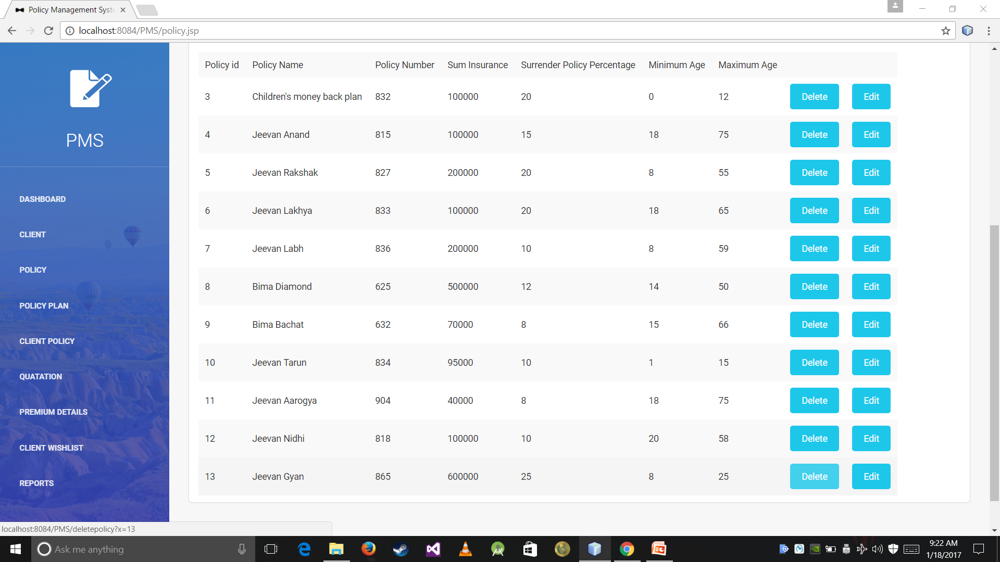 Policy Management Syste
localhost:8084/PMS/policy.jsp
PMS
DASHBOARD
CLIENT
POLICY
POLICY PLAN
CLIENT POLICY
QUATATION
PREMIUM DETAILS
CLIENT WISHLIST
REPORTS
Policy id Policy Name Policy Number Sum Insurance Surrender Policy Percentage Minimum Age Maximum Age
3 Children's money back plan 832 100000 20 0 12 Delete Edit
4 Jeevan Anand 815 100000 15 18 75 Delete Edit
5 Jeevan Rakshak 827 200000 20 8 55 Delete Edit
6 Jeevan Lakhya 833 100000 20 18 65 Delete Edit
7 Jeevan Labh 836 200000 10 8 59 Delete Edit
8 Bima Diamond 625 500000 12 14 50 Delete Edit
9 Bima Bachat 632 70000 8 15 66 Delete Edit
10 Jeevan Tarun 834 95000 10 1 15 Delete Edit
11 Jeevan Aarogya 904 40000 8 18 75 Delete Edit
12 Jeevan Nidhi 818 100000 10 20 58 Delete Edit
13 Jeevan Gyan 865 600000 25 8 25 Delete Edit
localhost:8084/PMS/deletepolicy?x=13
Ask me anything
9:22 AM
1/18/2017